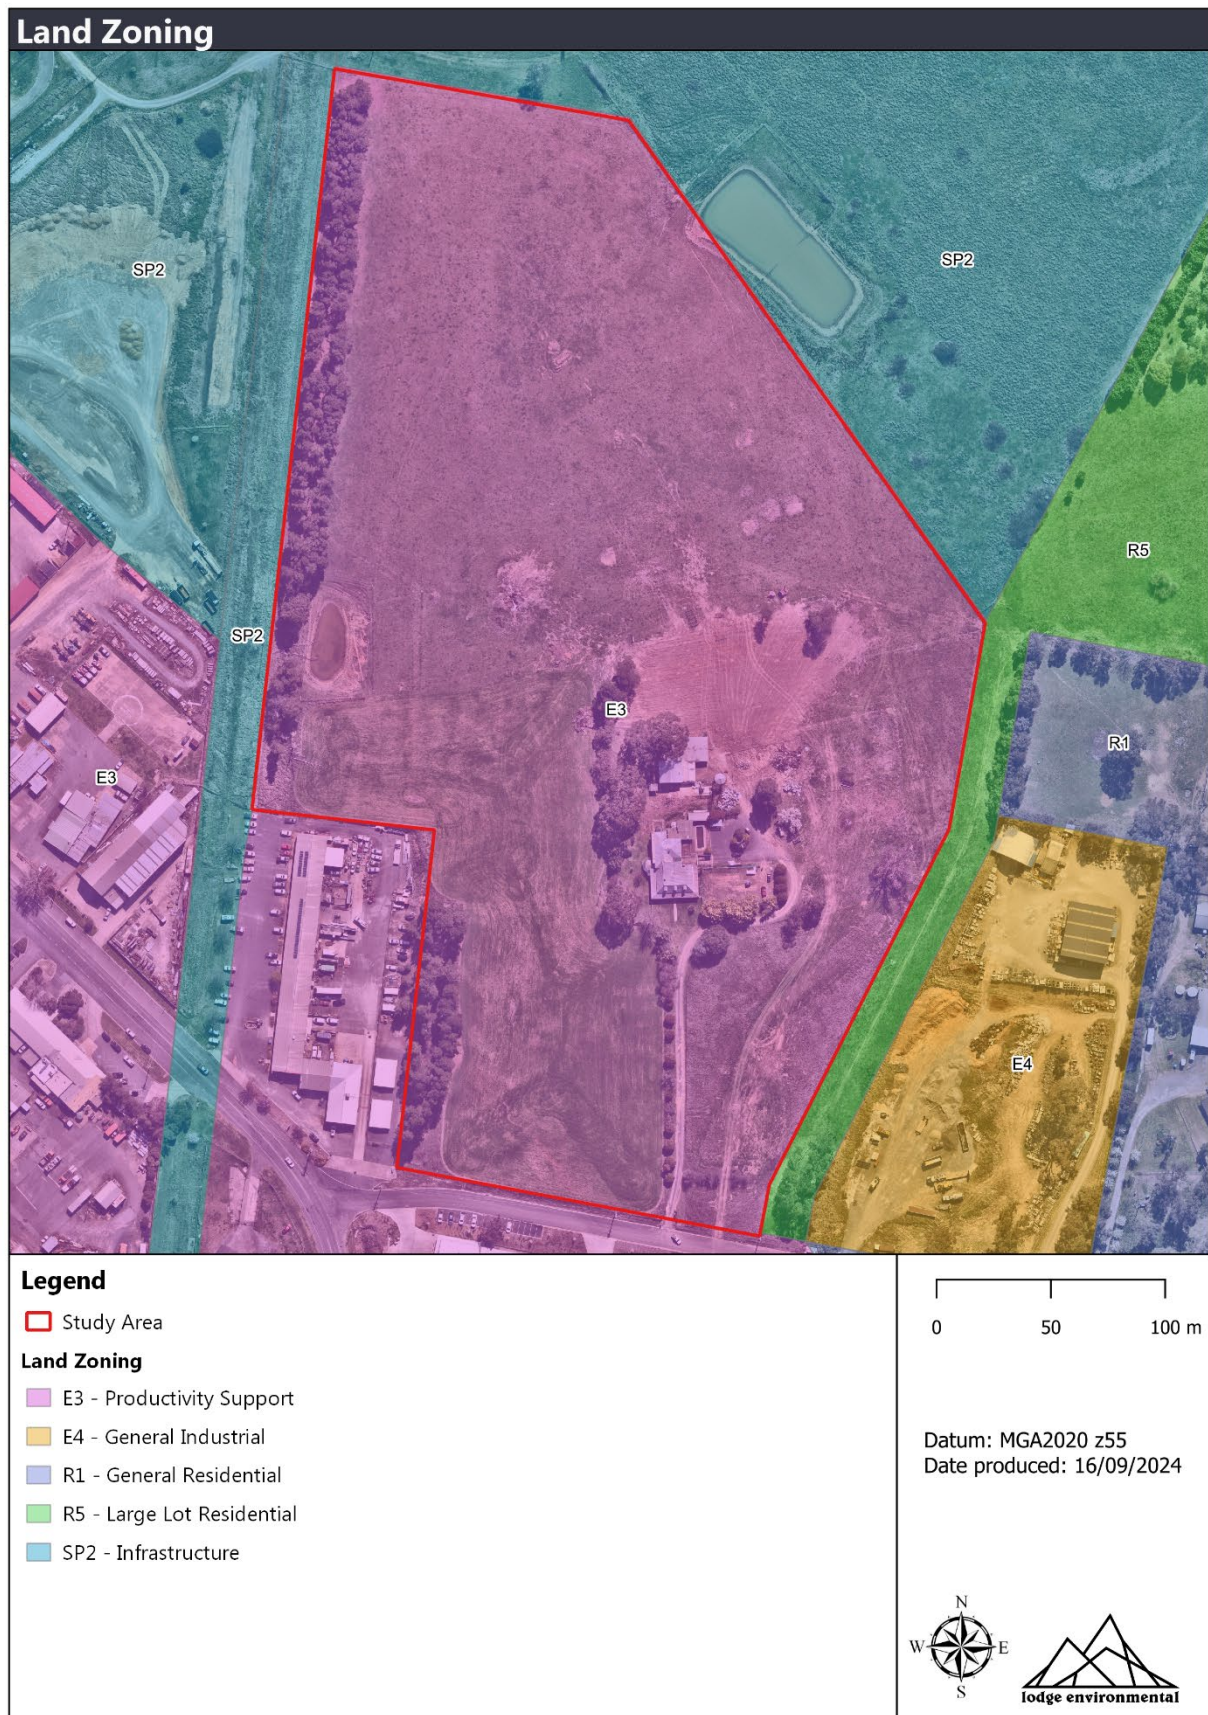 Land Zoning
SP2
SP2
R5
SP2
E3
R1
E3
E4
Legend
Study Area
Land Zoning
E3 - Productivity Support
E4 - General Industrial
R1 - General Residential
R5 - Large Lot Residential
SP2 - Infrastructure
0 50 100 m
Datum: MGA2020 z55
Date produced: 16/09/2024
N
W E
S
lodge environmental